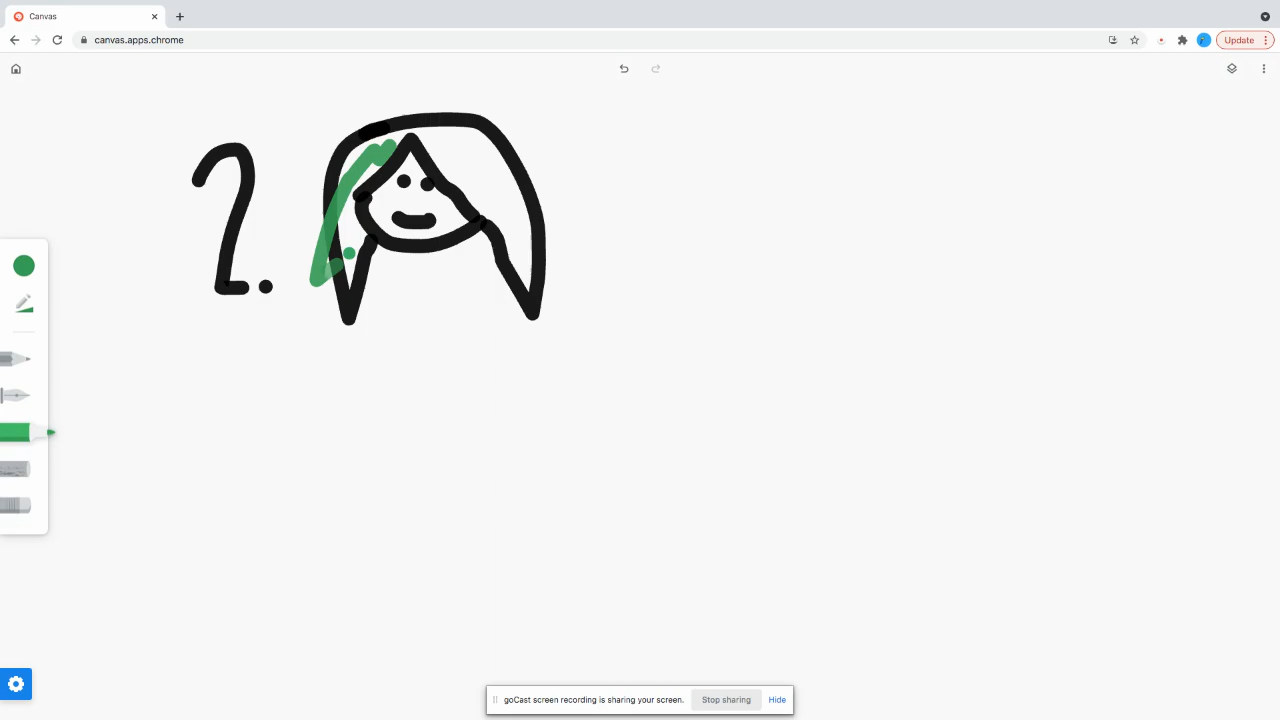 Canvas
canvas.apps.chrome
Update
2.
goCast screen recording is sharing your screen.
Stop sharing
Hide